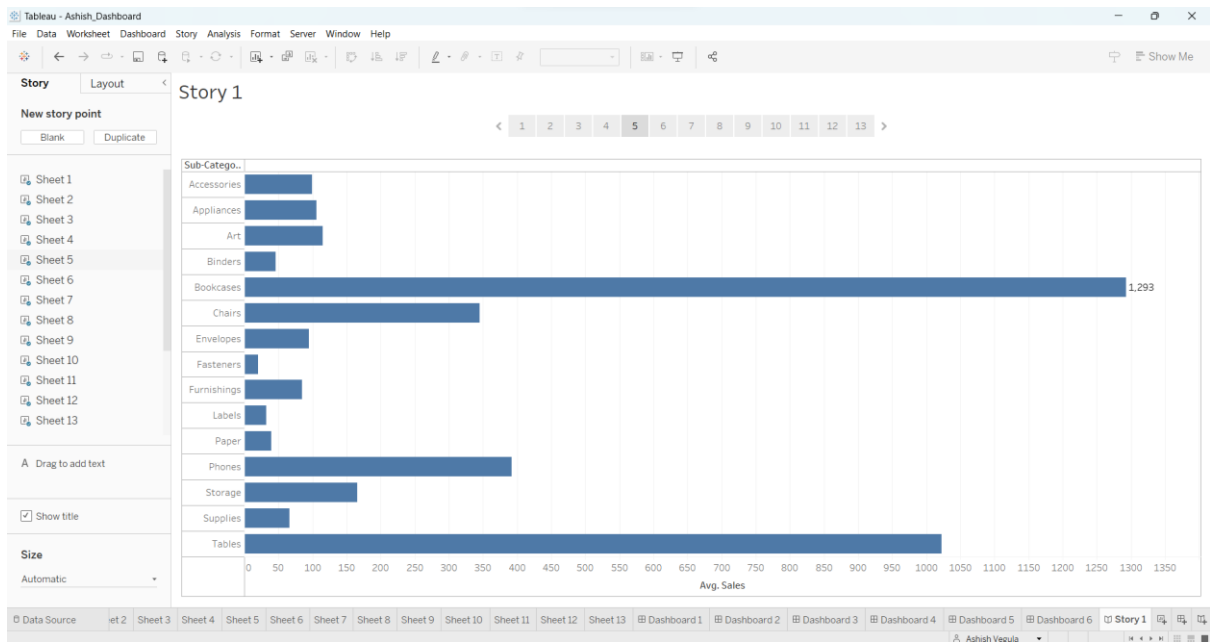 Tableau - Ashish_Dashboard
File Data Worksheet Dashboard Story Analysis Format Server Window Help
Show Me
Story Layout
Story 1
New story point
Blank Duplicate
1 2 3 4 5 6 7 8 9 10 11 12 13
Sheet 1
Sheet 2
Sheet 3
Sheet 4
Sheet 5
Sheet 6
Sheet 7
Sheet 8
Sheet 9
Sheet 10
Sheet 11
Sheet 12
Sheet 13
A Drag to add text
Show title
Size
Automatic
Sub-Catego..
Accessories
Appliances
Art
Binders
Bookcases 1,293
Chairs
Envelopes
Fasteners
Furnishings
Labels
Paper
Phones
Storage
Supplies
Tables
0 50 100 150 200 250 300 350 400 450 500 550 600 650 700 750 800 850 900 950 1000 1050 1100 1150 1200 1250 1300 1350
Avg. Sales
Data Source et 2 Sheet 3 Sheet 4 Sheet 5 Sheet 6 Sheet 7 Sheet 8 Sheet 9 Sheet 10 Sheet 11 Sheet 12 Sheet 13 Dashboard 1 Dashboard 2 Dashboard 3 Dashboard 4 Dashboard 5 Dashboard 6 Story 1
Ashish Vegula